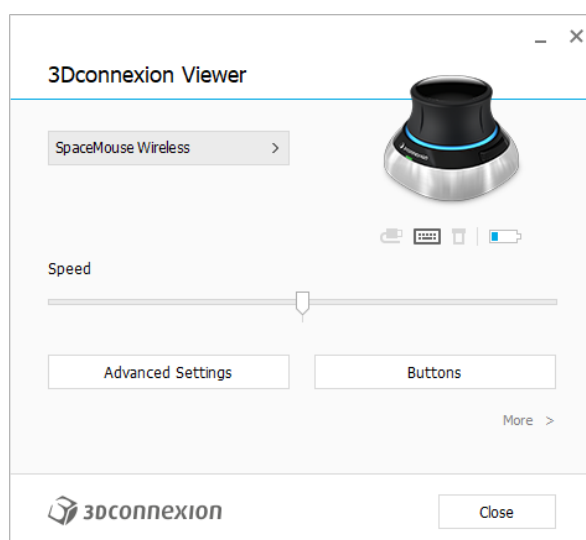 3Dconnexion Viewer
SpaceMouse Wireless >
Speed
Advanced Settings
Buttons
More >
3Dconnexion
Close